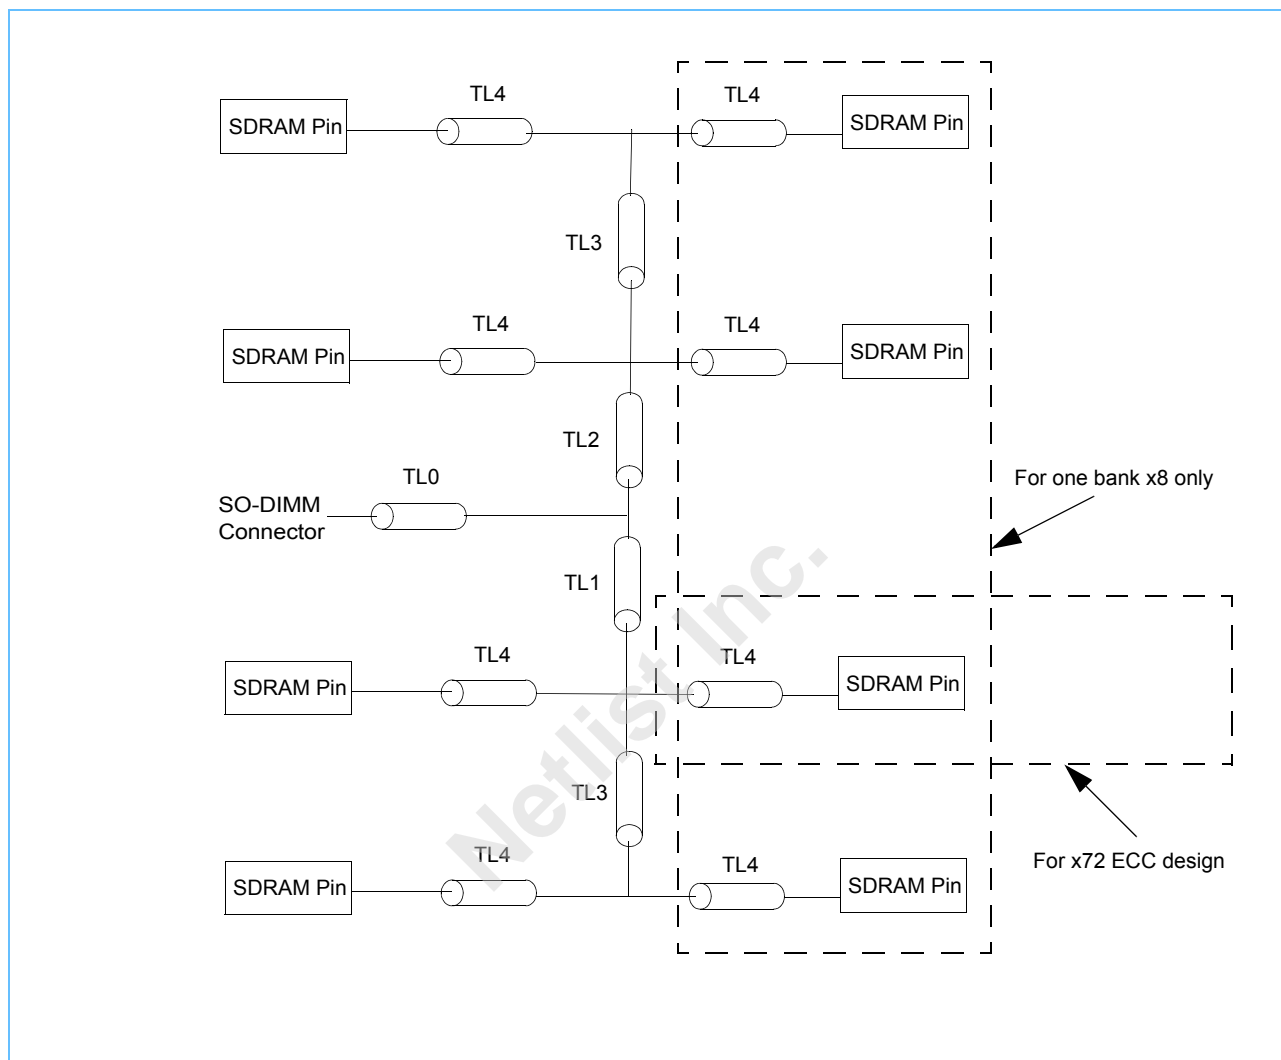 TL4
TL4
SDRAM Pin
SDRAM Pin
TL3
TL4
TL4
SDRAM Pin
SDRAM Pin
TL2
TL0
SO-DIMM
Connector
For one bank x8 only
TL1
TL4
TL4
SDRAM Pin
SDRAM Pin
TL3
TL4
TL4
SDRAM Pin
SDRAM Pin
For x72 ECC design
Netlist Inc.